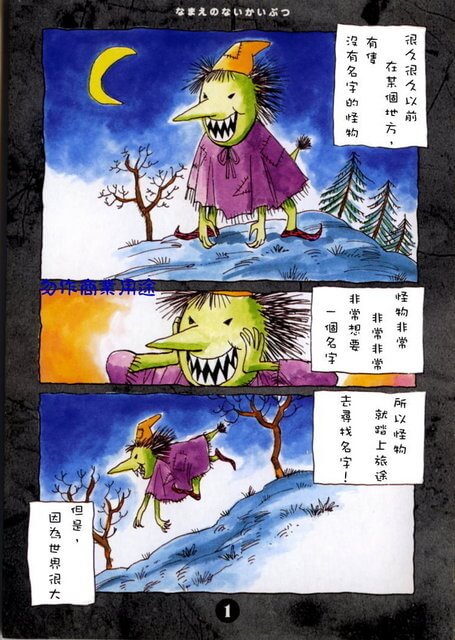 なまえのないかいぶつ
很久很久以前
在某個地方，
有隻
沒有名字的怪物
勿作商業用途
怪物非常
非常非常
非常想要
一個名字
所以怪物
就踏上旅途
去尋找名字！
但是，
因為世界很大
1